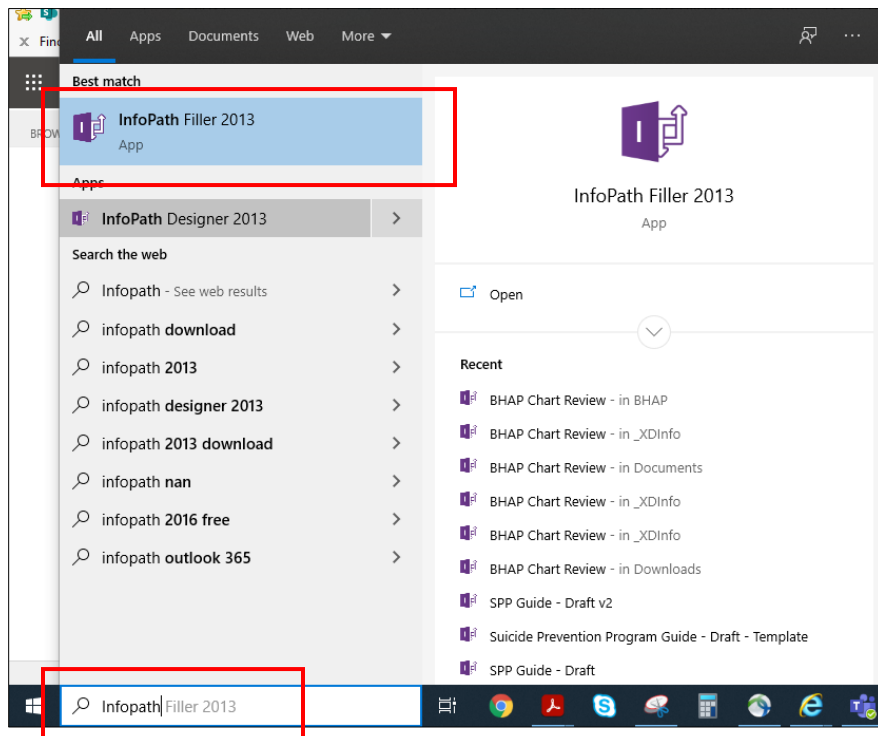 Find
All Apps Documents Web More
BROW
Best match
InfoPath Filler 2013
App
Apps
InfoPath Designer 2013
Search the web
Infopath - See web results
infopath download
infopath 2013
infopath designer 2013
infopath 2013 download
infopath nan
infopath 2016 free
infopath outlook 365
InfoPath Filler 2013
App
Open
Recent
BHAP Chart Review - in BHAP
BHAP Chart Review - in _XDInfo
BHAP Chart Review - in Documents
BHAP Chart Review - in _XDInfo
BHAP Chart Review - in _XDInfo
BHAP Chart Review - in Downloads
SPP Guide - Draft v2
Suicide Prevention Program Guide - Draft - Template
SPP Guide - Draft
Infopath Filler 2013